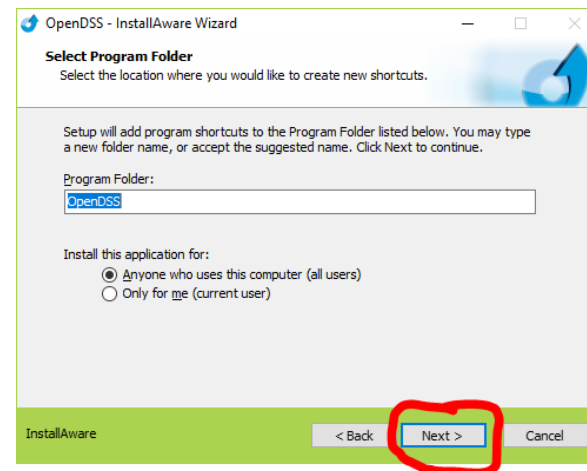 OpenDSS - InstallAware Wizard
Select Program Folder
Select the location where you would like to create new shortcuts.
Setup will add program shortcuts to the Program Folder listed below. You may type
a new folder name, or accept the suggested name. Click Next to continue.
Program Folder:
OpenDSS
Install this application for:
Anyone who uses this computer (all users)
Only for me (current user)
InstallAware
< Back
Next >
Cancel